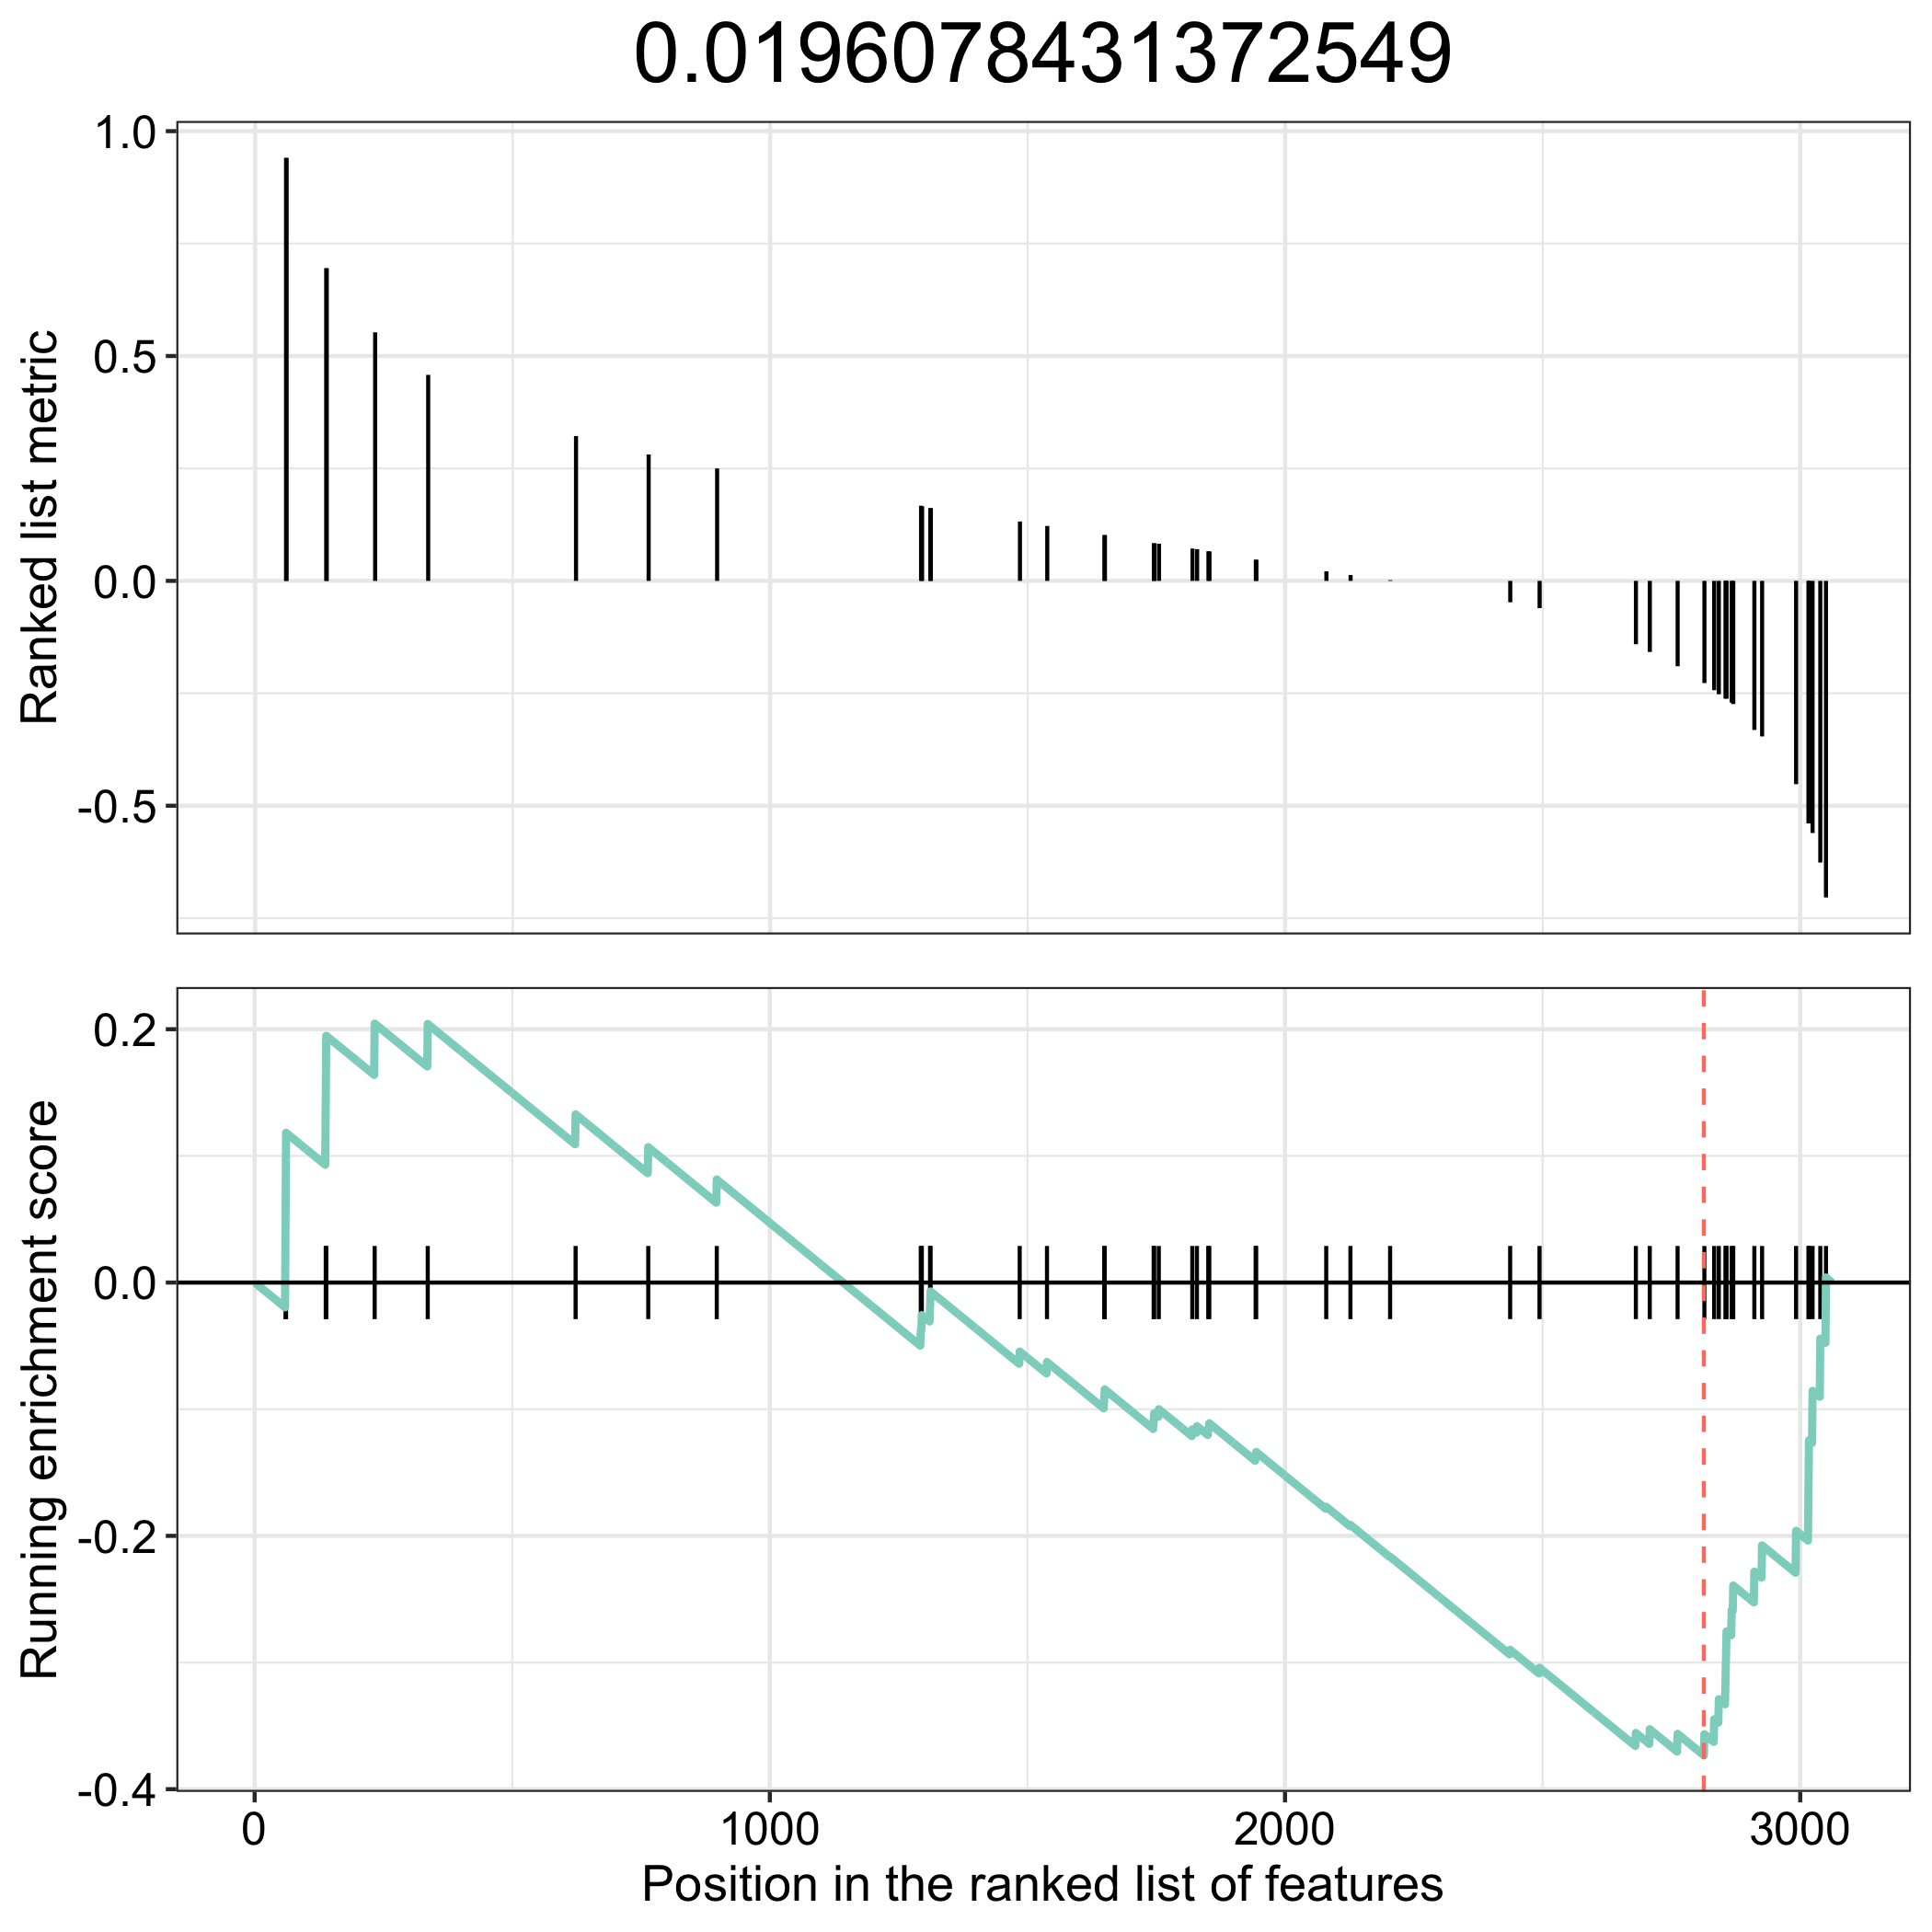 0.0196078431372549
Ranked list metric
1.0
0.5
0.0
-0.5
Running enrichment score
0.2
0.0
-0.2
-0.4
0 1000 2000 3000
Position in the ranked list of features